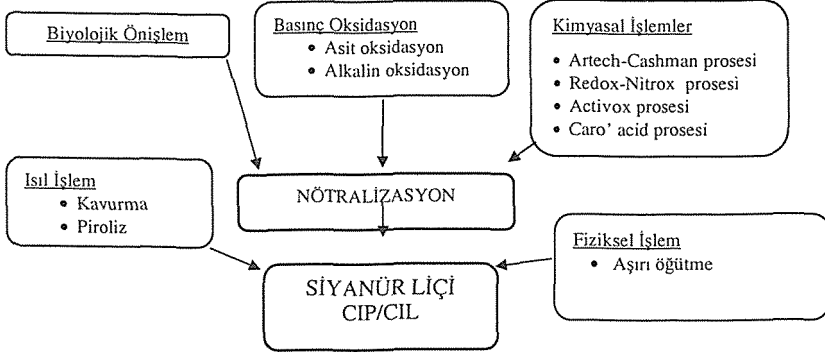 Biyolojik Önişlem
Basınç Oksidasyon
• Asit oksidasyon
• Alkalin oksidasyon
Kimyasal İşlemler
• Artech-Cashman prosesi
• Redox-Nitrox prosesi
• Activox prosesi
• Caro' acid prosesi
Isıl İşlem
• Kavurma
• Piroliz
NÖTRALİZASYON
Fiziksel İşlem
• Aşırı öğütme
SİYANÜR LİÇİ
CIP/CIL